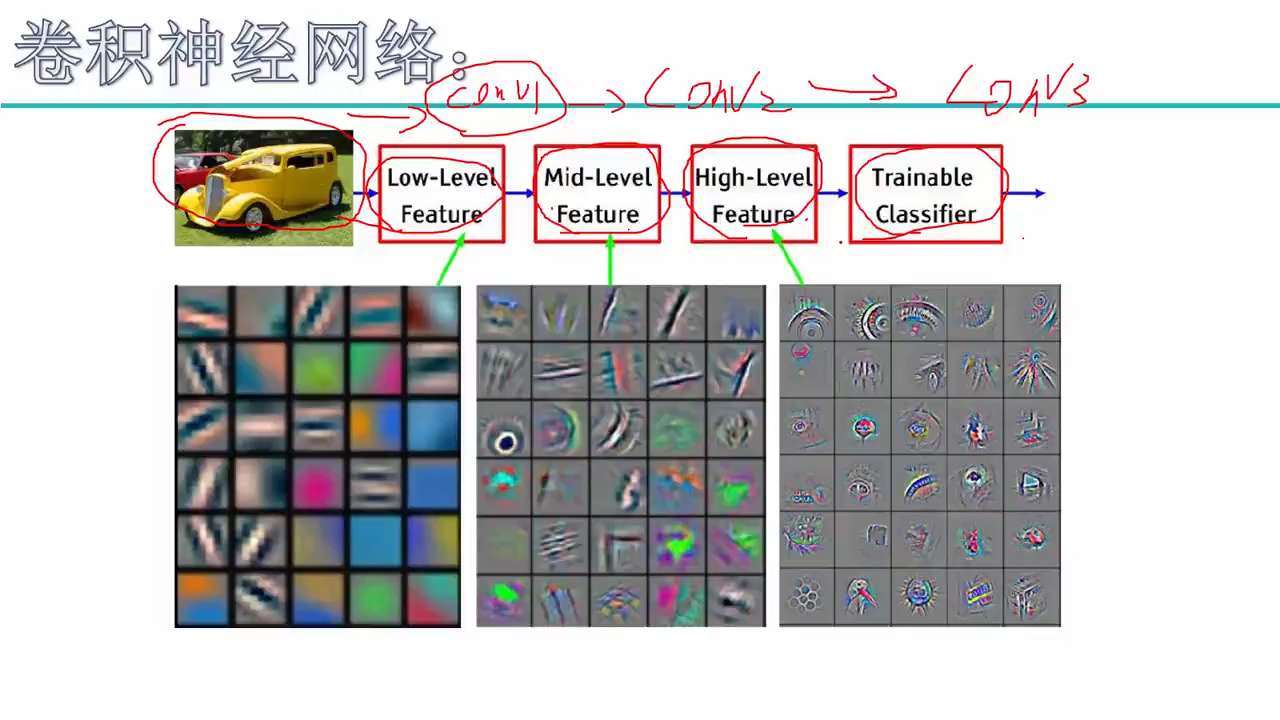 卷积神经网络:
conv1 → conv2 → conv3
Low-Level
Feature
Mid-Level
Feature
High-Level
Feature
Trainable
Classifier